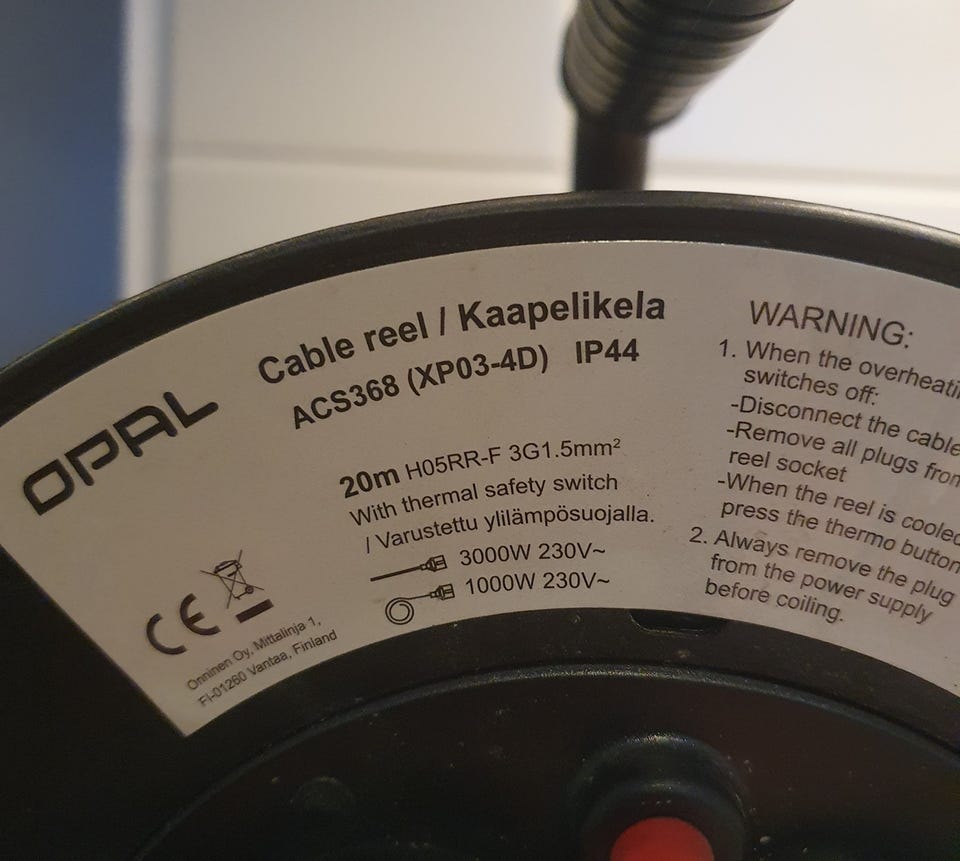 OPAL
Cable reel / Kaapelikela
ACS368 (XP03-4D) IP44
20m H05RR-F 3G1.5mm²
With thermal safety switch
/ Varustettu ylilämpösuojalla.
3000W 230V~
1000W 230V~
CE
Onninen Oy, Mittalinja 1,
FI-01260 Vantaa, Finland
WARNING:
1. When the
switches off:
-Disconnect the cable
-Remove all plugs from
reel socket
-When the reel is cooled
press the thermo button
2. Always remove the plug
from the power supply
before coiling.